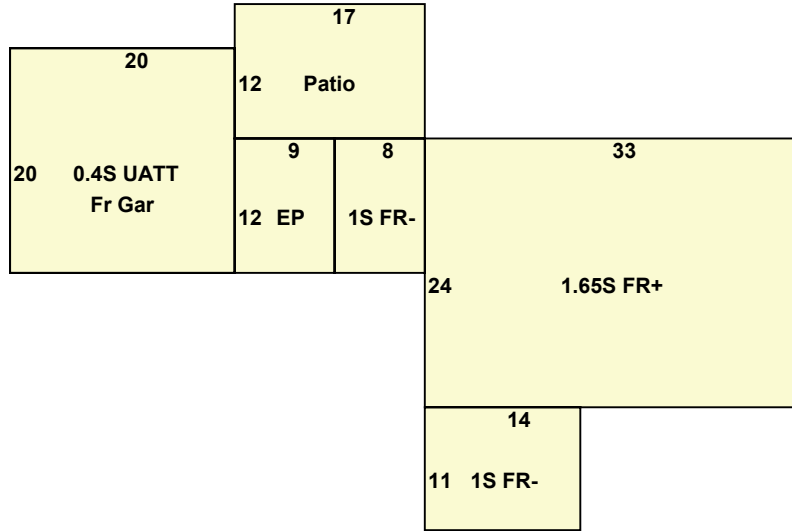 17
20
12 Patio
9
8
33
20 0.4S UATT
Fr Gar
12 EP
1S FR-
24
1.65S FR+
14
11 1S FR-